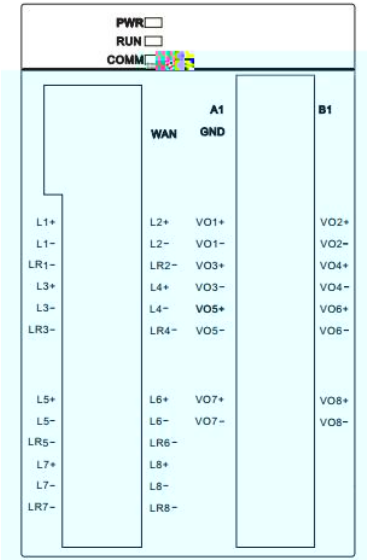 PWR
RUN
COMM
A1 B1
WAN GND
L1+ L2+ VO1+ VO2+
L1- L2- VO1- VO2-
LR1- LR2- VO3+ VO4+
L3+ L4+ VO3- VO4-
L3- L4- VO5+ VO6+
LR3- LR4- VO5- VO6-
L5+ L6+ VO7+ VO8+
L5- L6- VO7- VO8-
LR5- LR6-
L7+ L8+
L7- L8-
LR7- LR8-